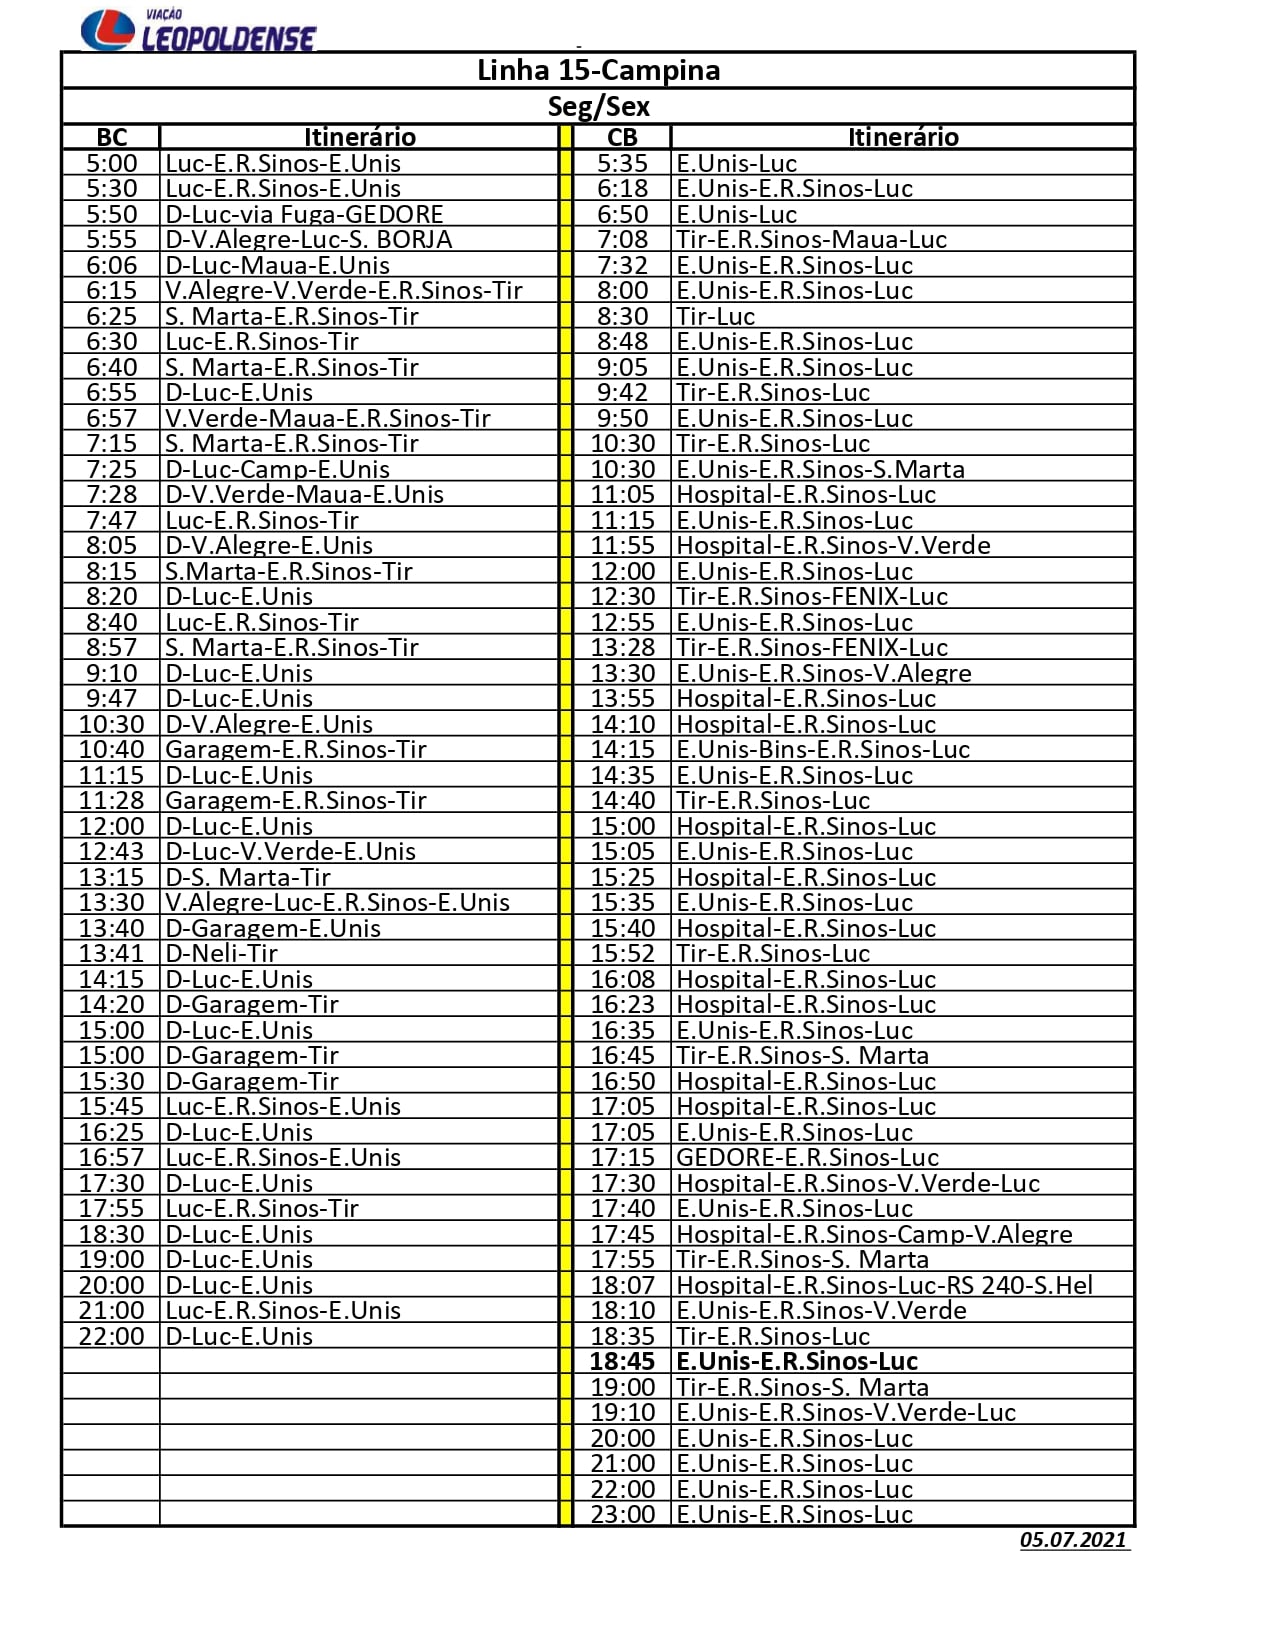 VIAÇÃO
LEOPOLDENSE
-
Linha 15-Campina
Seg/Sex
BC Itinerário CB Itinerário
5:00 Luc-E.R.Sinos-E.Unis 5:35 E.Unis-Luc
5:30 Luc-E.R.Sinos-E.Unis 6:18 E.Unis-E.R.Sinos-Luc
5:50 D-Luc-via Fuga-GEDORE 6:50 E.Unis-Luc
5:55 D-V.Alegre-Luc-S. BORJA 7:08 Tir-E.R.Sinos-Maua-Luc
6:06 D-Luc-Maua-E.Unis 7:32 E.Unis-E.R.Sinos-Luc
6:15 V.Alegre-V.Verde-E.R.Sinos-Tir 8:00 E.Unis-E.R.Sinos-Luc
6:25 S. Marta-E.R.Sinos-Tir 8:30 Tir-Luc
6:30 Luc-E.R.Sinos-Tir 8:48 E.Unis-E.R.Sinos-Luc
6:40 S. Marta-E.R.Sinos-Tir 9:05 E.Unis-E.R.Sinos-Luc
6:55 D-Luc-E.Unis 9:42 Tir-E.R.Sinos-Luc
6:57 V.Verde-Maua-E.R.Sinos-Tir 9:50 E.Unis-E.R.Sinos-Luc
7:15 S. Marta-E.R.Sinos-Tir 10:30 Tir-E.R.Sinos-Luc
7:25 D-Luc-Camp-E.Unis 10:30 E.Unis-E.R.Sinos-S.Marta
7:28 D-V.Verde-Maua-E.Unis 11:05 Hospital-E.R.Sinos-Luc
7:47 Luc-E.R.Sinos-Tir 11:15 E.Unis-E.R.Sinos-Luc
8:05 D-V.Alegre-E.Unis 11:55 Hospital-E.R.Sinos-V.Verde
8:15 S.Marta-E.R.Sinos-Tir 12:00 E.Unis-E.R.Sinos-Luc
8:20 D-Luc-E.Unis 12:30 Tir-E.R.Sinos-FENIX-Luc
8:40 Luc-E.R.Sinos-Tir 12:55 E.Unis-E.R.Sinos-Luc
8:57 S. Marta-E.R.Sinos-Tir 13:28 Tir-E.R.Sinos-FENIX-Luc
9:10 D-Luc-E.Unis 13:30 E.Unis-E.R.Sinos-V.Alegre
9:47 D-Luc-E.Unis 13:55 Hospital-E.R.Sinos-Luc
10:30 D-V.Alegre-E.Unis 14:10 Hospital-E.R.Sinos-Luc
10:40 Garagem-E.R.Sinos-Tir 14:15 E.Unis-Bins-E.R.Sinos-Luc
11:15 D-Luc-E.Unis 14:35 E.Unis-E.R.Sinos-Luc
11:28 Garagem-E.R.Sinos-Tir 14:40 Tir-E.R.Sinos-Luc
12:00 D-Luc-E.Unis 15:00 Hospital-E.R.Sinos-Luc
12:43 D-Luc-V.Verde-E.Unis 15:05 E.Unis-E.R.Sinos-Luc
13:15 D-S. Marta-Tir 15:25 Hospital-E.R.Sinos-Luc
13:30 V.Alegre-Luc-E.R.Sinos-E.Unis 15:35 E.Unis-E.R.Sinos-Luc
13:40 D-Garagem-E.Unis 15:40 Hospital-E.R.Sinos-Luc
13:41 D-Neli-Tir 15:52 Tir-E.R.Sinos-Luc
14:15 D-Luc-E.Unis 16:08 Hospital-E.R.Sinos-Luc
14:20 D-Garagem-Tir 16:23 Hospital-E.R.Sinos-Luc
15:00 D-Luc-E.Unis 16:35 E.Unis-E.R.Sinos-Luc
15:00 D-Garagem-Tir 16:45 Tir-E.R.Sinos-S. Marta
15:30 D-Garagem-Tir 16:50 Hospital-E.R.Sinos-Luc
15:45 Luc-E.R.Sinos-E.Unis 17:05 Hospital-E.R.Sinos-Luc
16:25 D-Luc-E.Unis 17:05 E.Unis-E.R.Sinos-Luc
16:57 Luc-E.R.Sinos-E.Unis 17:15 GEDORE-E.R.Sinos-Luc
17:30 D-Luc-E.Unis 17:30 Hospital-E.R.Sinos-V.Verde-Luc
17:55 Luc-E.R.Sinos-Tir 17:40 E.Unis-E.R.Sinos-Luc
18:30 D-Luc-E.Unis 17:45 Hospital-E.R.Sinos-Camp-V.Alegre
19:00 D-Luc-E.Unis 17:55 Tir-E.R.Sinos-S. Marta
20:00 D-Luc-E.Unis 18:07 Hospital-E.R.Sinos-Luc-RS 240-S.Hel
21:00 Luc-E.R.Sinos-E.Unis 18:10 E.Unis-E.R.Sinos-V.Verde
22:00 D-Luc-E.Unis 18:35 Tir-E.R.Sinos-Luc
18:45 E.Unis-E.R.Sinos-Luc
19:00 Tir-E.R.Sinos-S. Marta
19:10 E.Unis-E.R.Sinos-V.Verde-Luc
20:00 E.Unis-E.R.Sinos-Luc
21:00 E.Unis-E.R.Sinos-Luc
22:00 E.Unis-E.R.Sinos-Luc
23:00 E.Unis-E.R.Sinos-Luc
05.07.2021